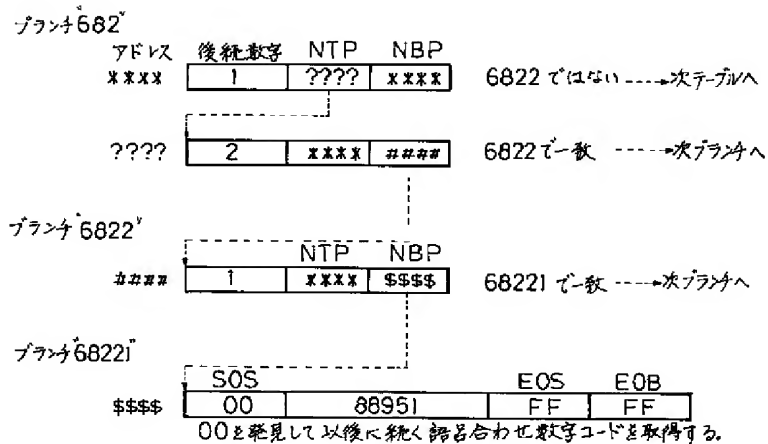 ブランチ"682"
アドレス 後続数字 NTP NBP
**** 1 ???? **** 6822ではない----→次テーブルへ
???? 2 **** #### 6822で一致 -----→次ブランチへ
ブランチ"6822"
NTP NBP
#### 1 **** $$$$ 68221で一致-----→次ブランチへ
ブランチ"68221"
SOS EOS EOB
$$$$ 00 88951 FF FF
00を発見して以後に続く語呂合わせ数字コードを取得する。